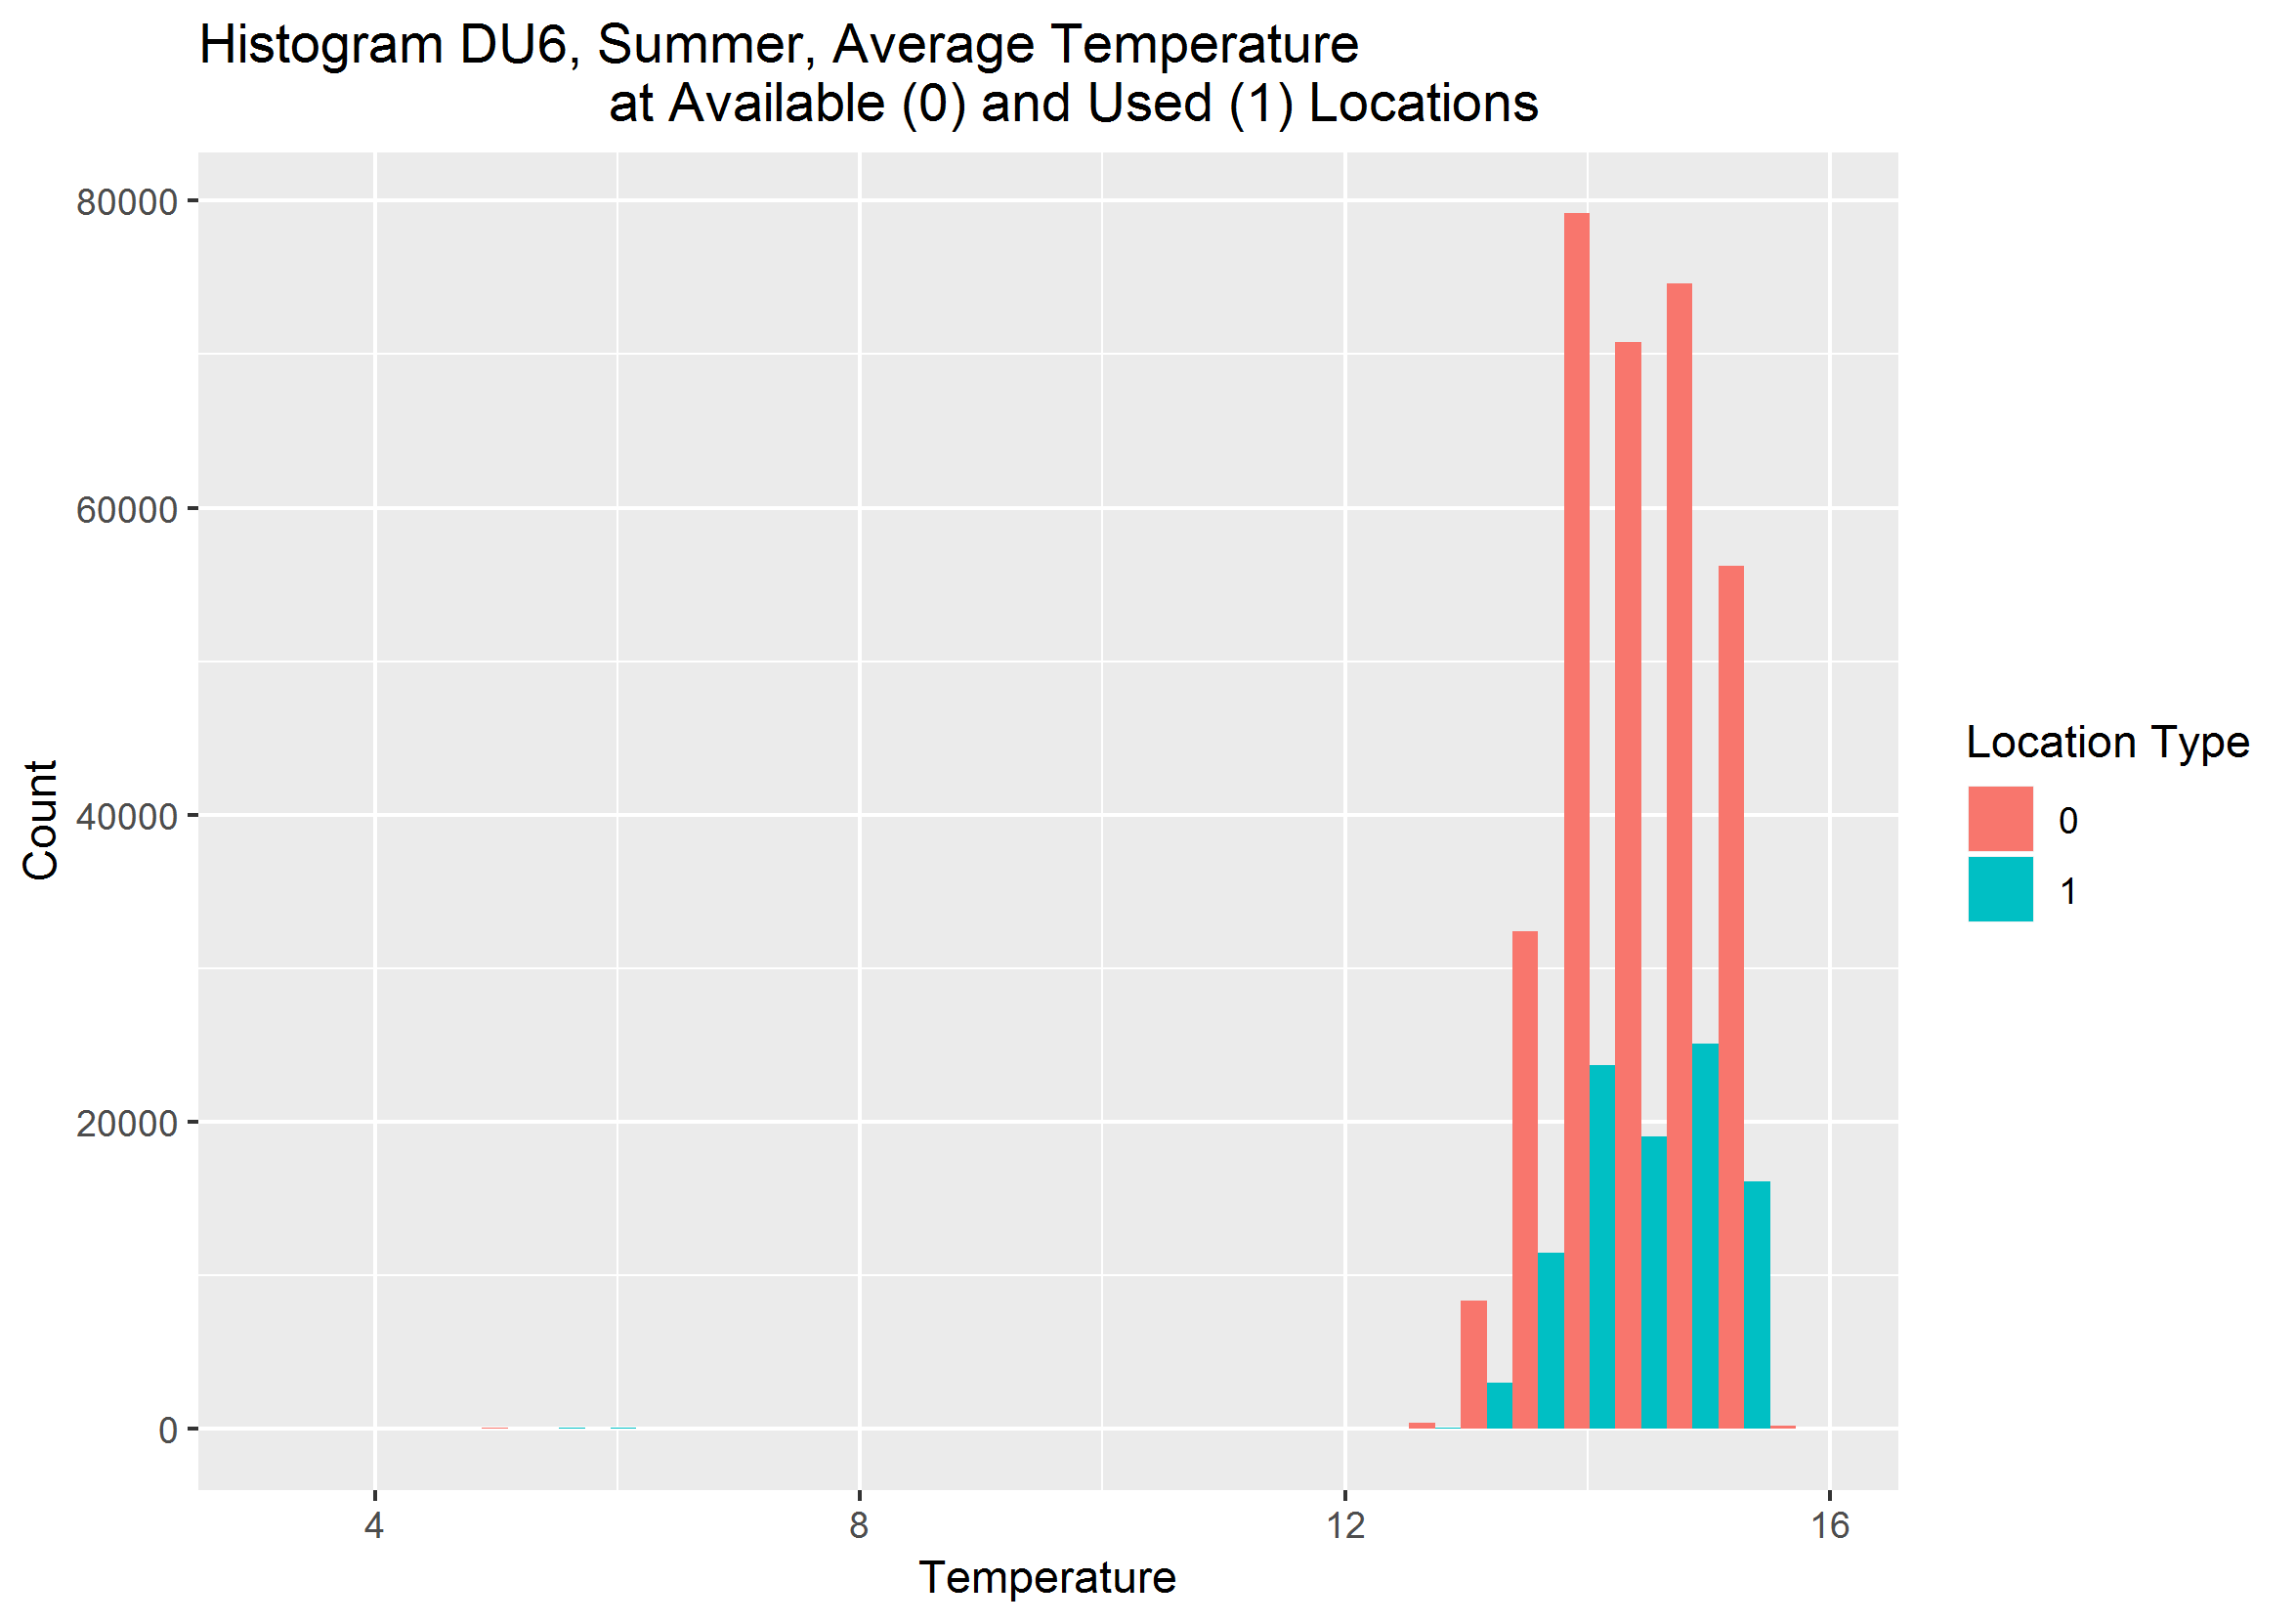 Histogram DU6, Summer, Average Temperature
at Available (0) and Used (1) Locations
80000
60000
40000
20000
0
Count
4
8
12
16
Temperature
Location Type
0
1